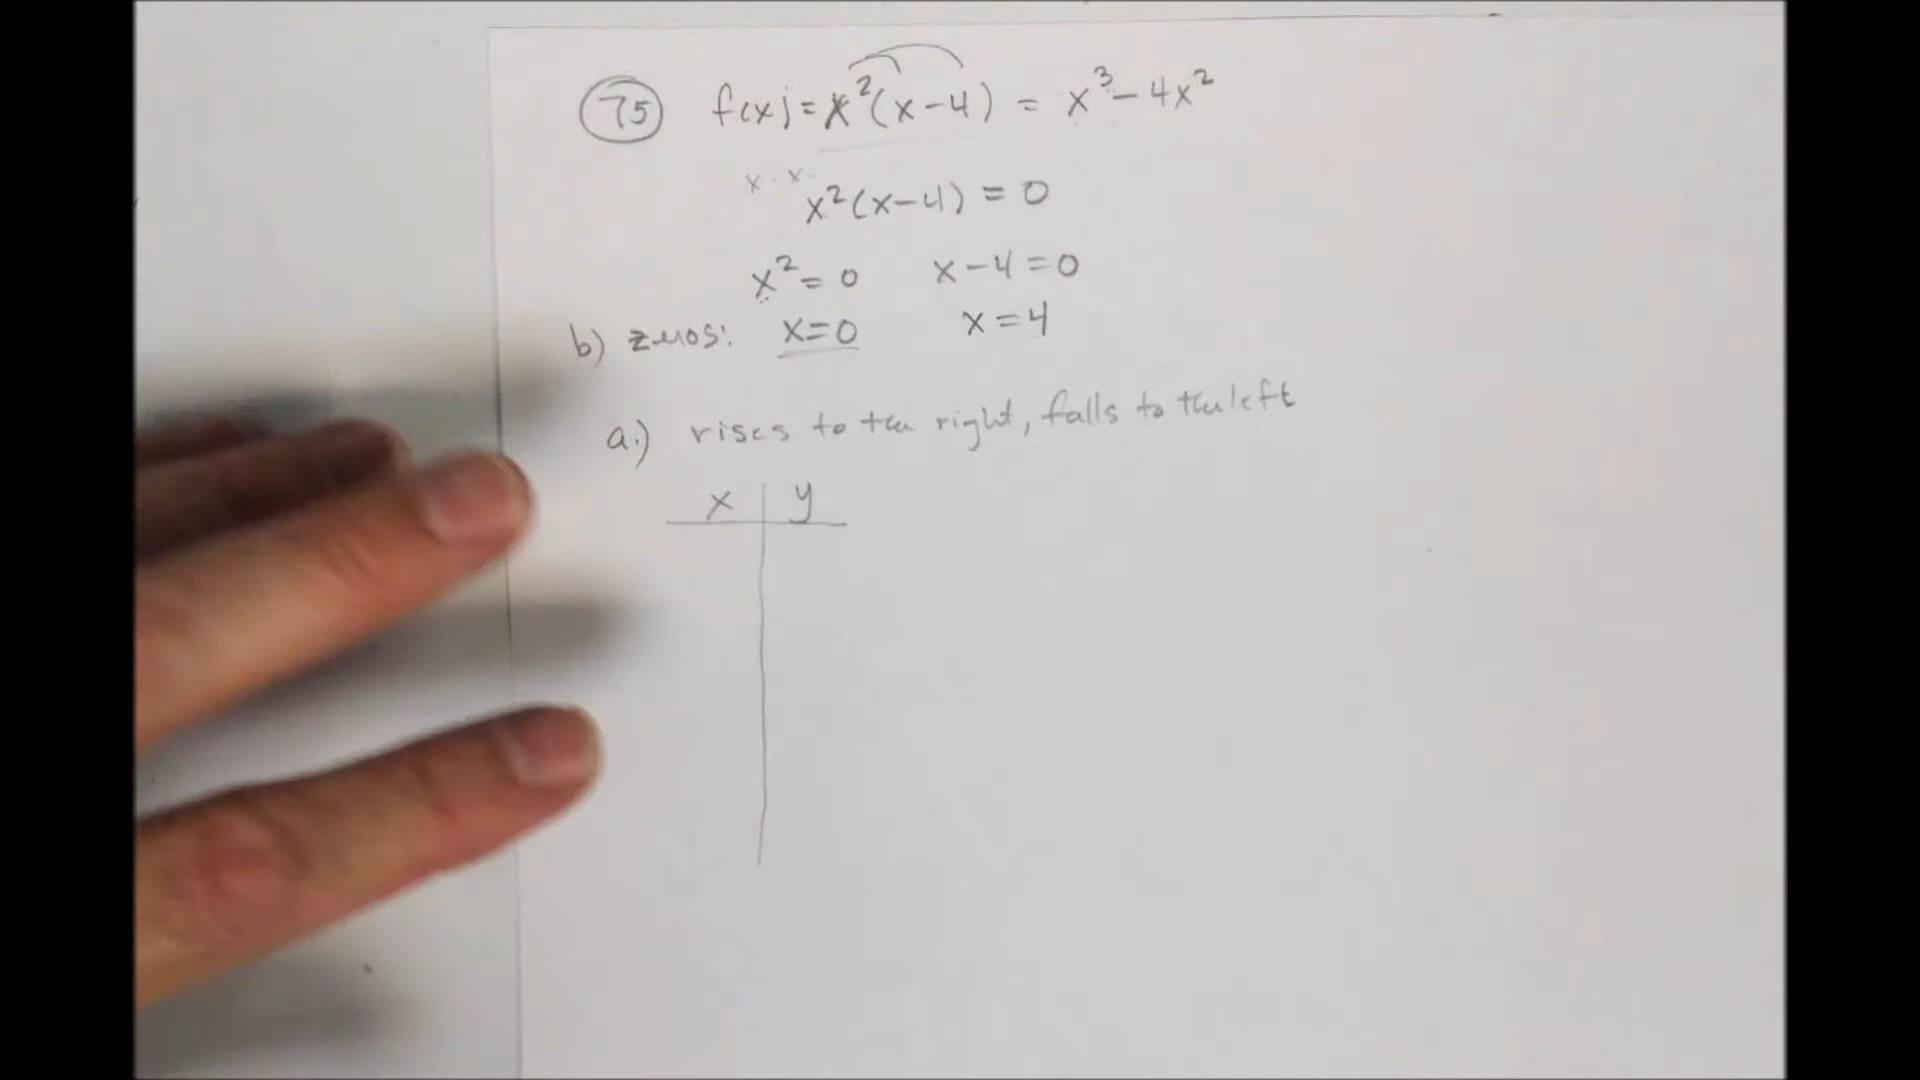 75 f(x) = x²(x-4) = x³ - 4x²
x · x ·
x²(x-4) = 0
x² = 0 x-4 = 0
b) zeros: x=0 x=4
a.) rises to the right, falls to the left
x y